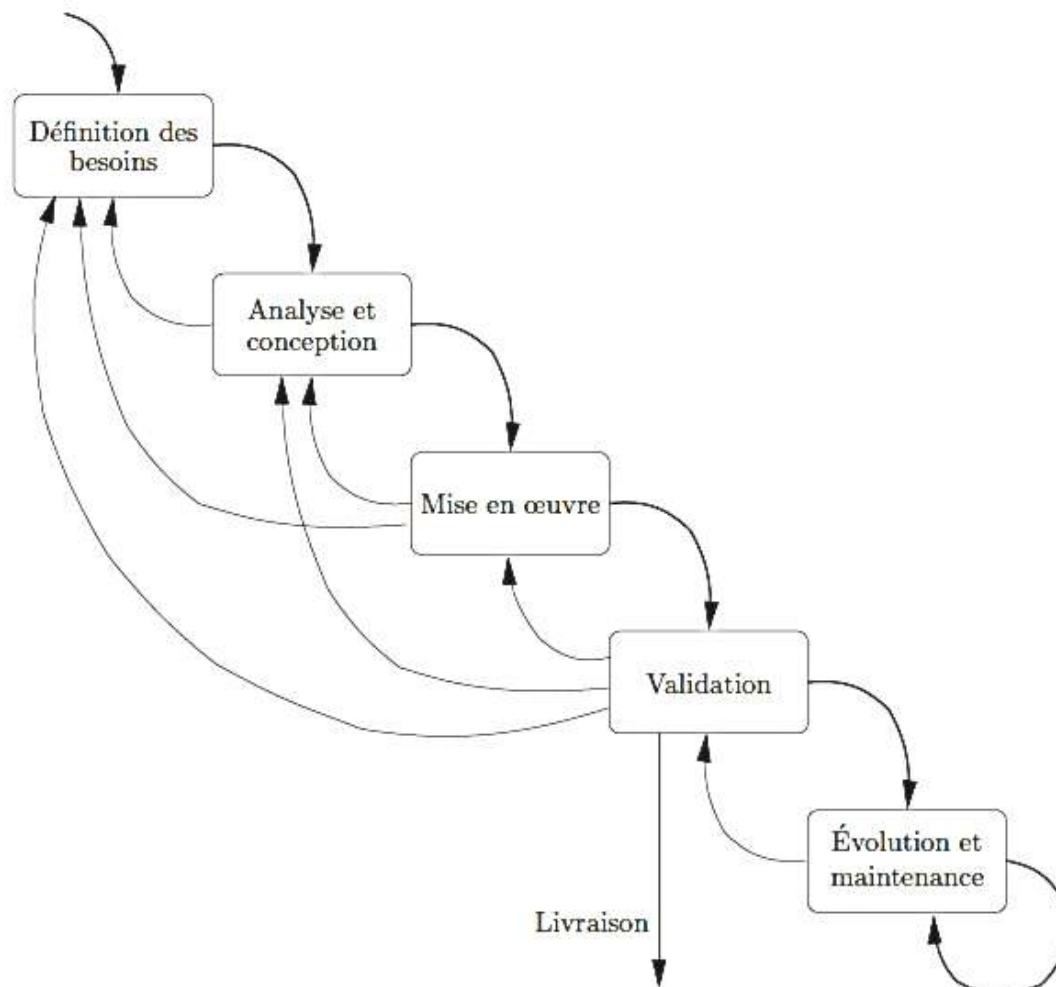 Définition des
besoins
Analyse et
conception
Mise en œuvre
Validation
Évolution et
maintenance
Livraison